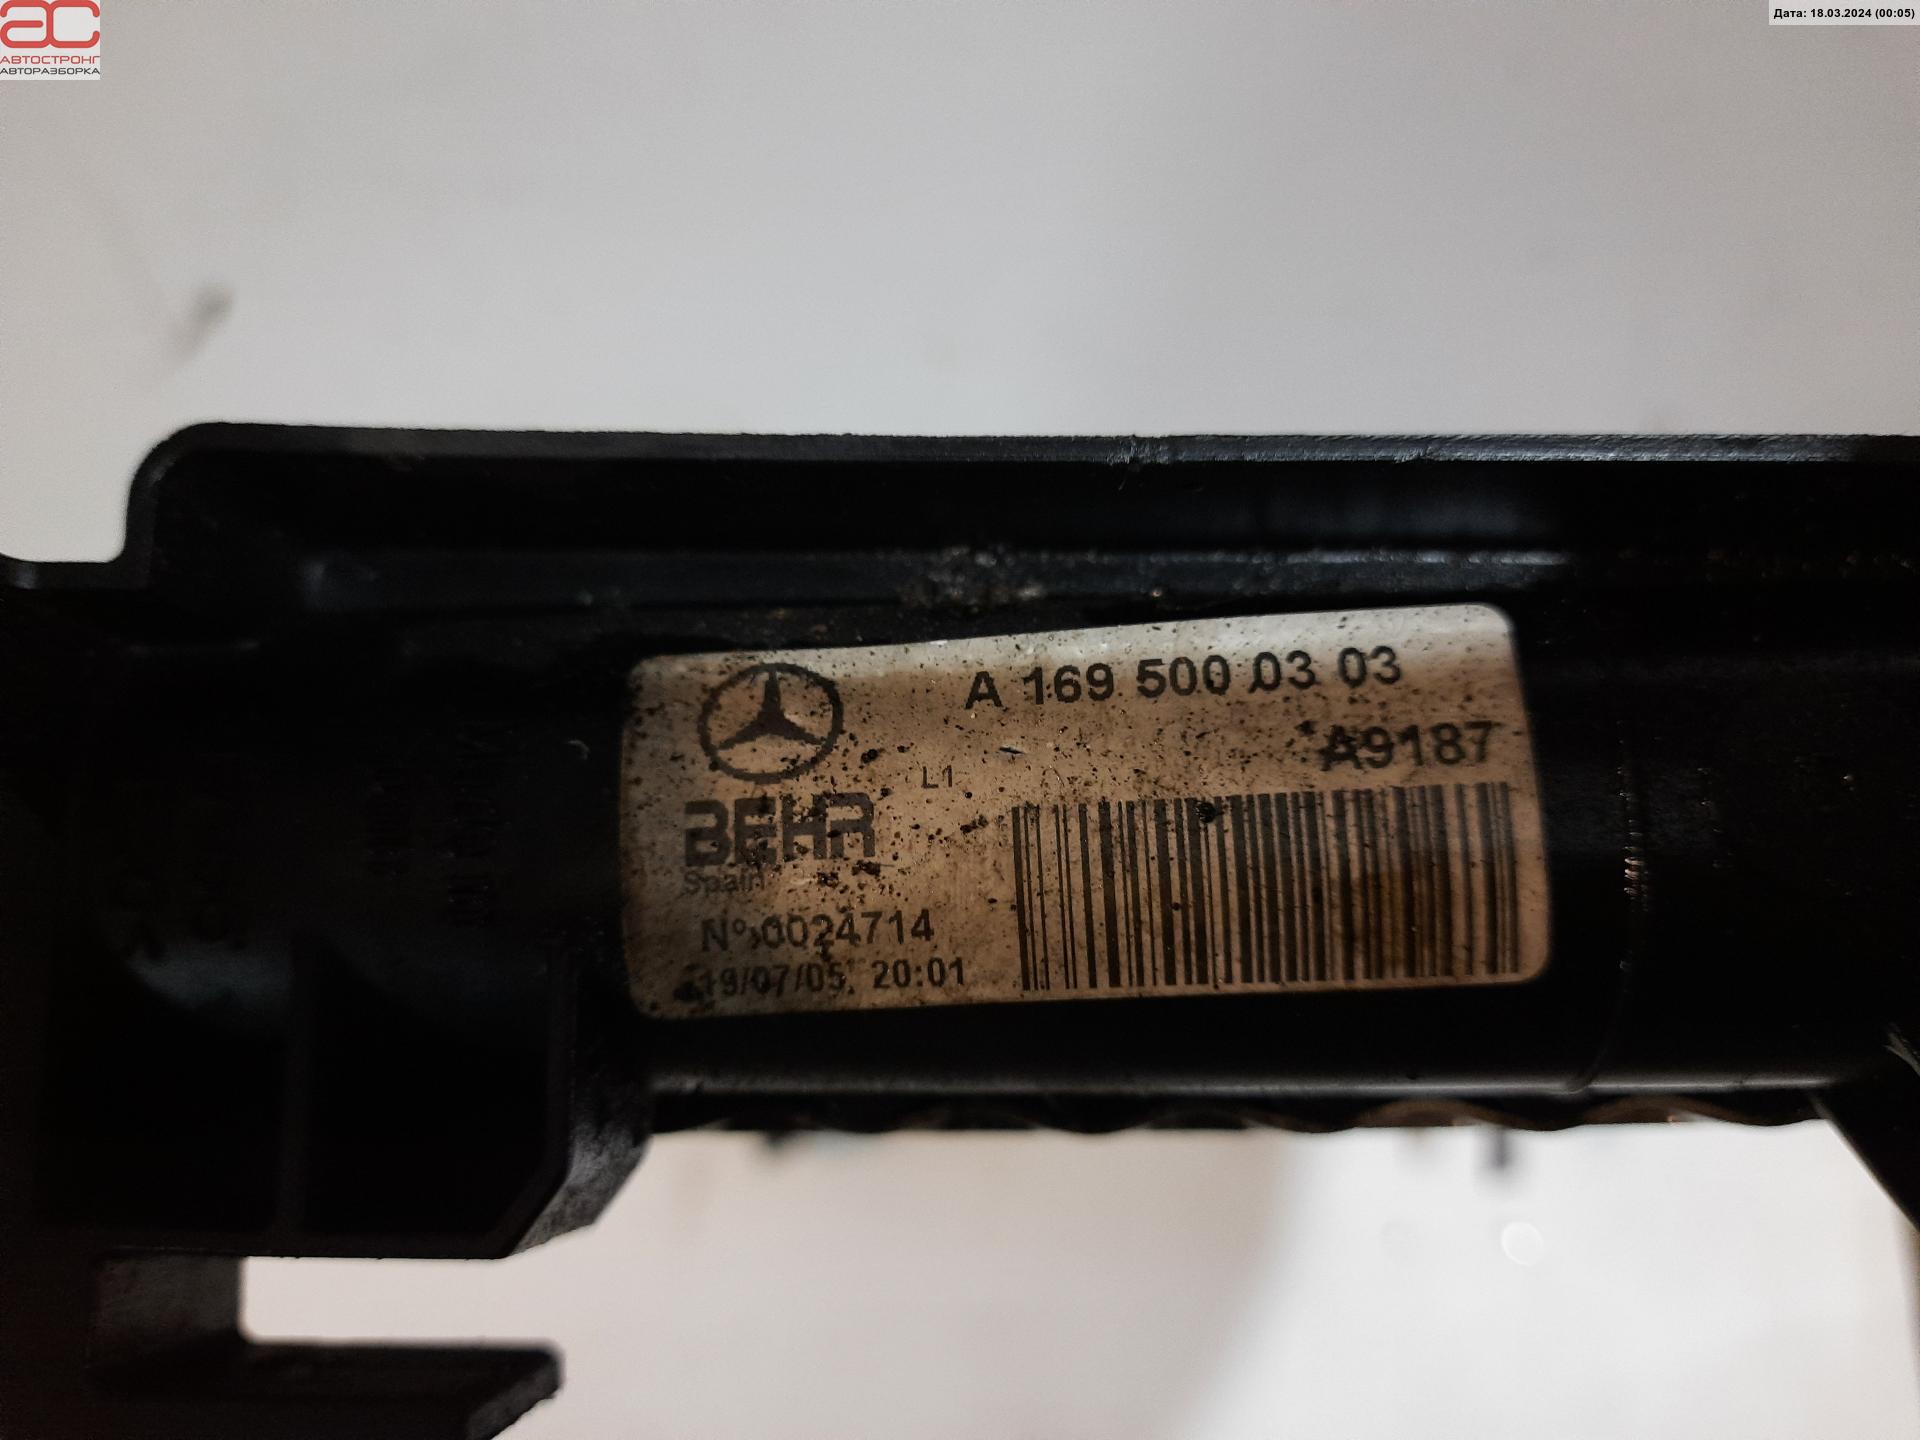 АВТОСТРОНГ
АВТОРАЗБОРКА
Дата: 18.03.2024 (00:05)
A 169 500 03 03
A9187
L1
BEHR
Spain
Nº 0024714
19/07/05 20:01